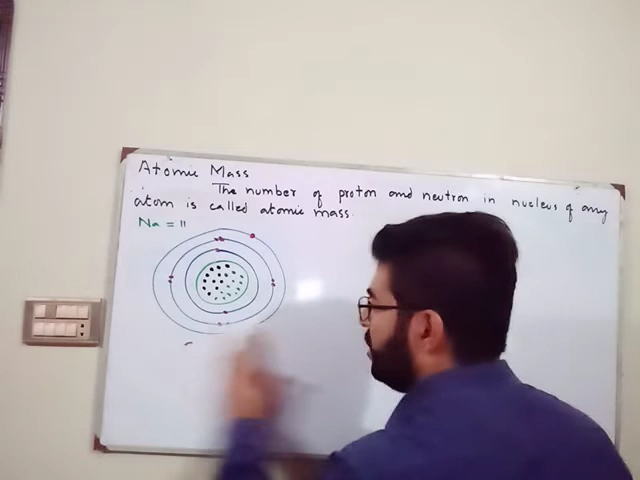 Atomic Mass
The number of proton and neutron in nucleus of any
atom is called atomic mass.
Na = 11